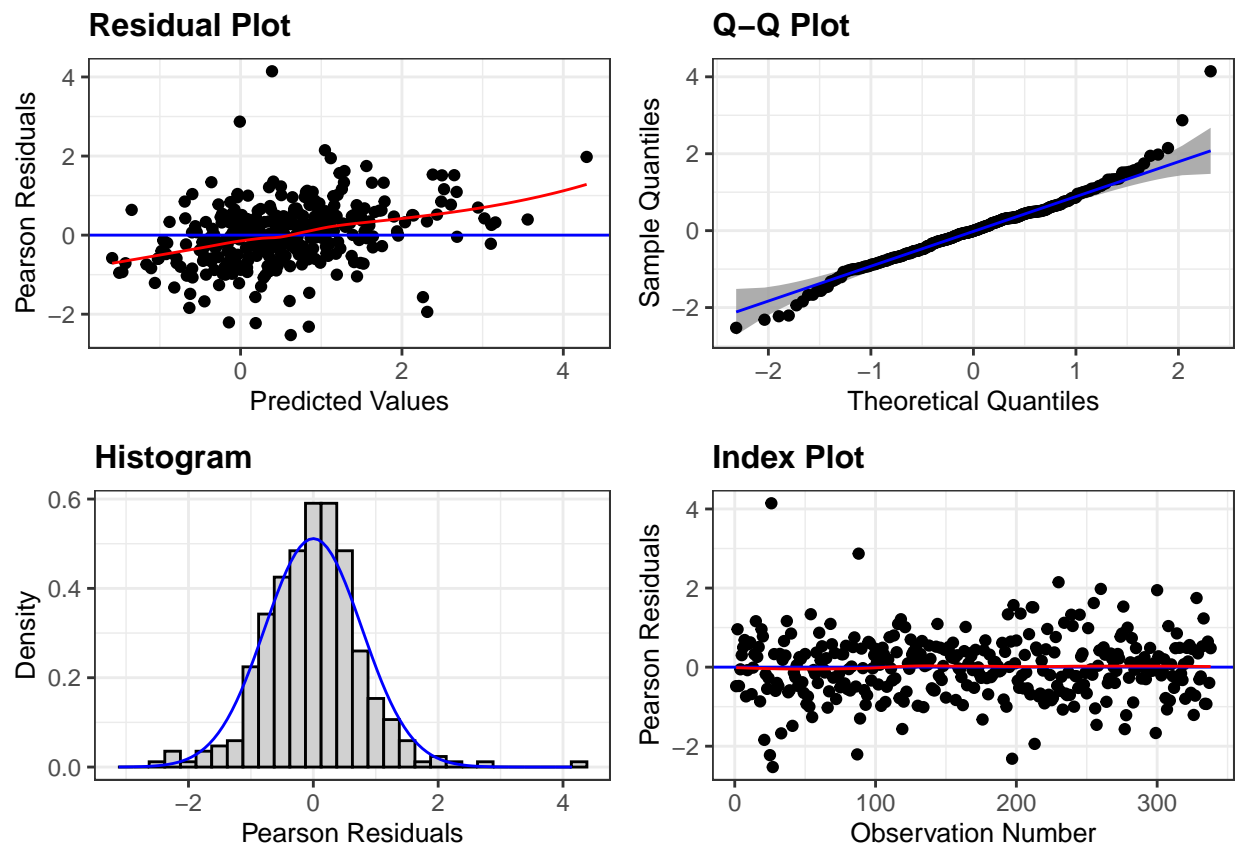 Residual Plot
4
2
0
−2
Pearson Residuals
0 2 4
Predicted Values
Q−Q Plot
4
2
0
−2
Sample Quantiles
−2 −1 0 1 2
Theoretical Quantiles
Histogram
0.6
0.4
0.2
0.0
Density
−2 0 2 4
Pearson Residuals
Index Plot
4
2
0
−2
Pearson Residuals
0 100 200 300
Observation Number